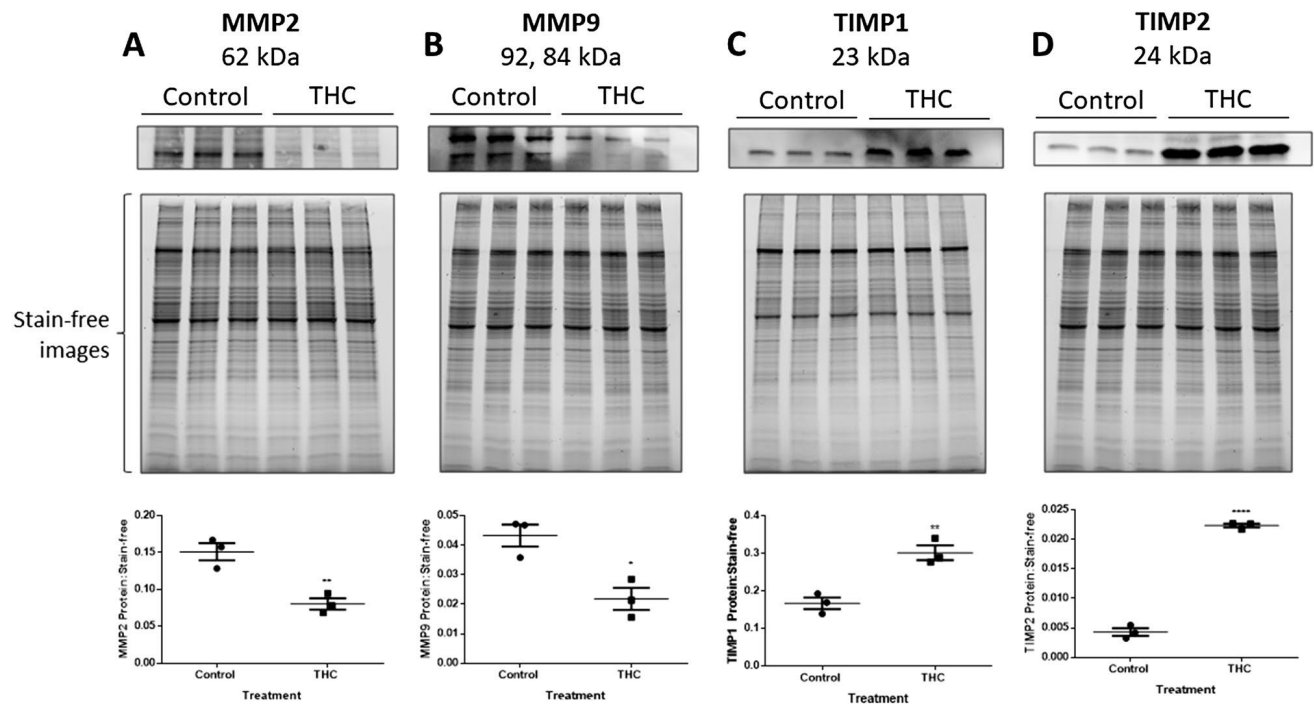 A
MMP2
62 kDa
Control THC
B
MMP9
92, 84 kDa
Control THC
C
TIMP1
23 kDa
Control THC
D
TIMP2
24 kDa
Control THC
Stain-free
images
MMP2 Protein:Stain-free
0.20
0.15
0.10
0.05
0.00
**
Control THC
Treatment
MMP9 Protein:Stain-free
0.05
0.04
0.03
0.02
0.01
0.00
*
Control THC
Treatment
TIMP1 Protein:Stain-free
0.4
0.3
0.2
0.1
0.0
**
Control THC
Treatment
TIMP2 Protein:Stain-free
0.025
0.020
0.015
0.010
0.005
0.000
****
Control THC
Treatment